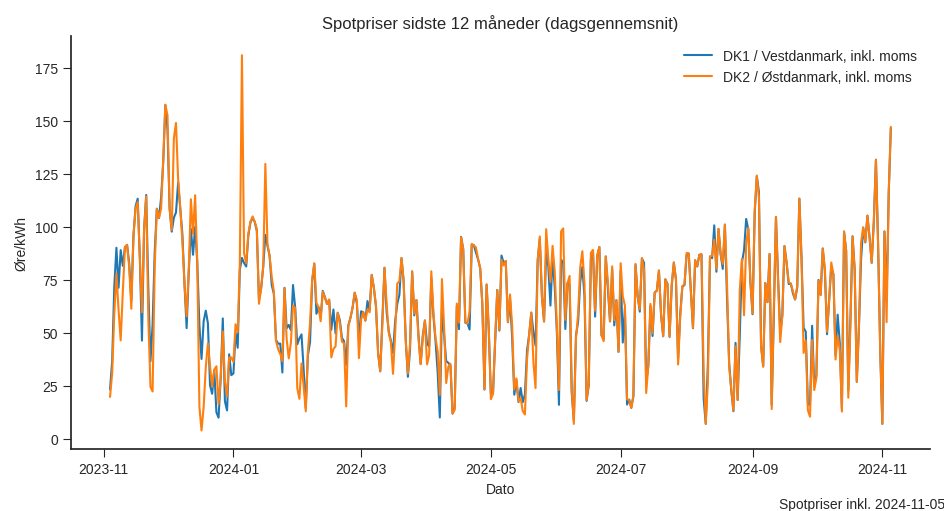 Spotpriser sidste 12 måneder (dagsgennemsnit)
DK1 / Vestdanmark, inkl. moms
DK2 / Østdanmark, inkl. moms
175
150
125
100
75
50
25
0
Øre/kWh
2023-11
2024-01
2024-03
2024-05
2024-07
2024-09
2024-11
Dato
Spotpriser inkl. 2024-11-05